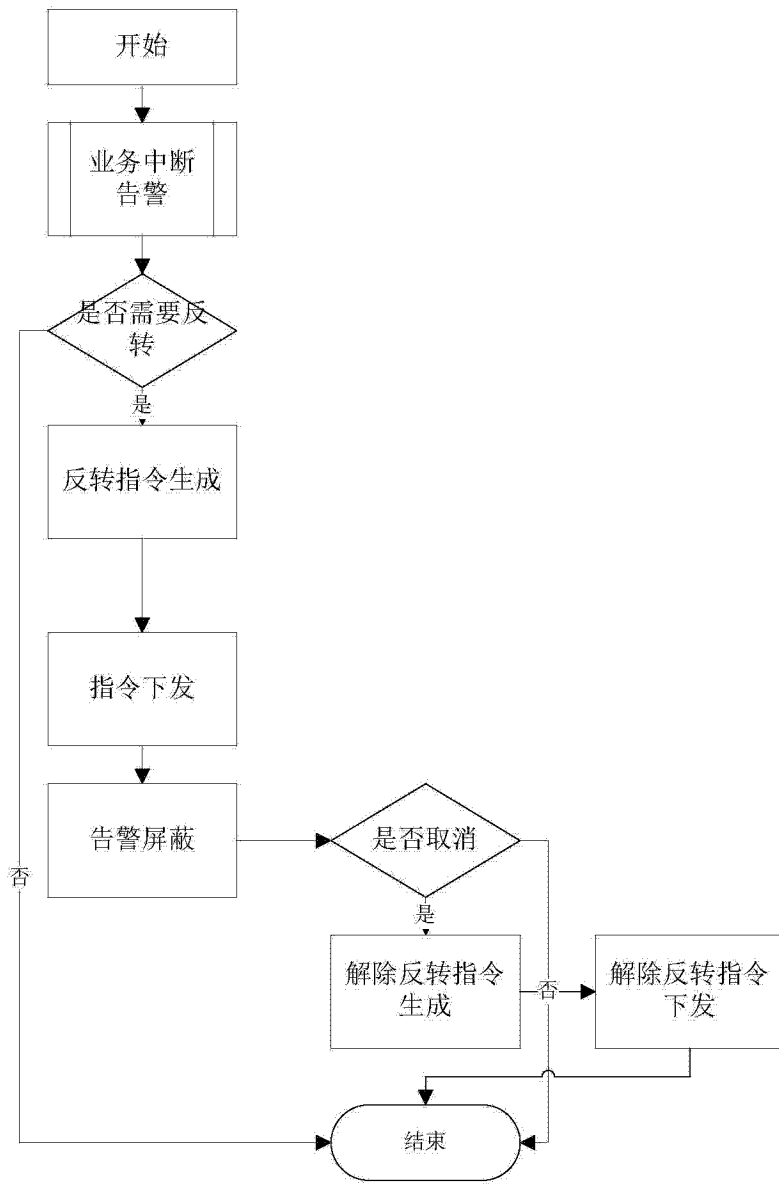 开始
业务中断
告警
是否需要反
转
是
反转指令生成
指令下发
告警屏蔽
是否取消
否
是
解除反转指令
生成
否
解除反转指令
下发
结束